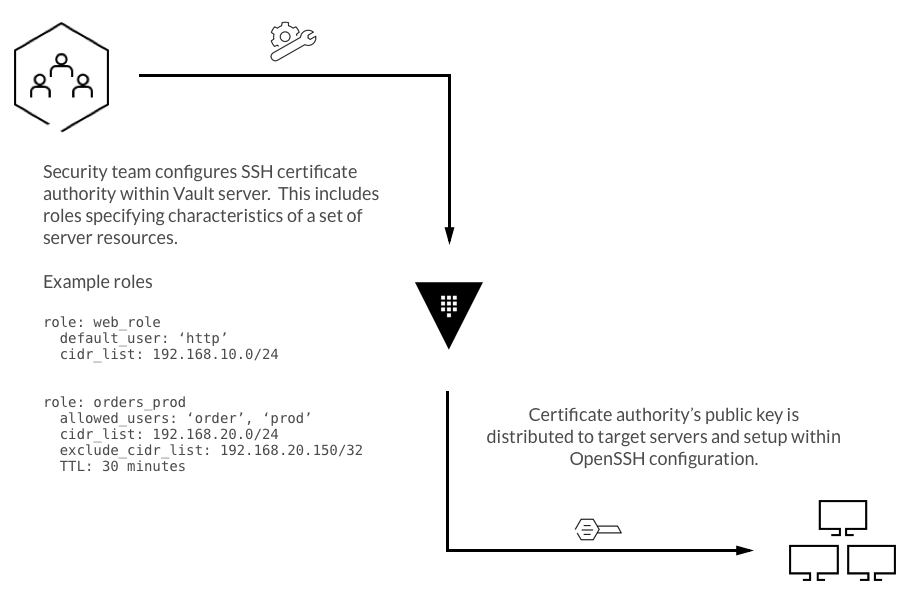 Security team configures SSH certificate
authority within Vault server.  This includes
roles specifying characteristics of a set of
server resources.
Example roles
role: web_role
  default_user: ‘http’
  cidr_list: 192.168.10.0/24
role: orders_prod
  allowed_users: ‘order’, ‘prod’
  cidr_list: 192.168.20.0/24
  exclude_cidr_list: 192.168.20.150/32
  TTL: 30 minutes
Certificate authority’s public key is
distributed to target servers and setup within
OpenSSH configuration.